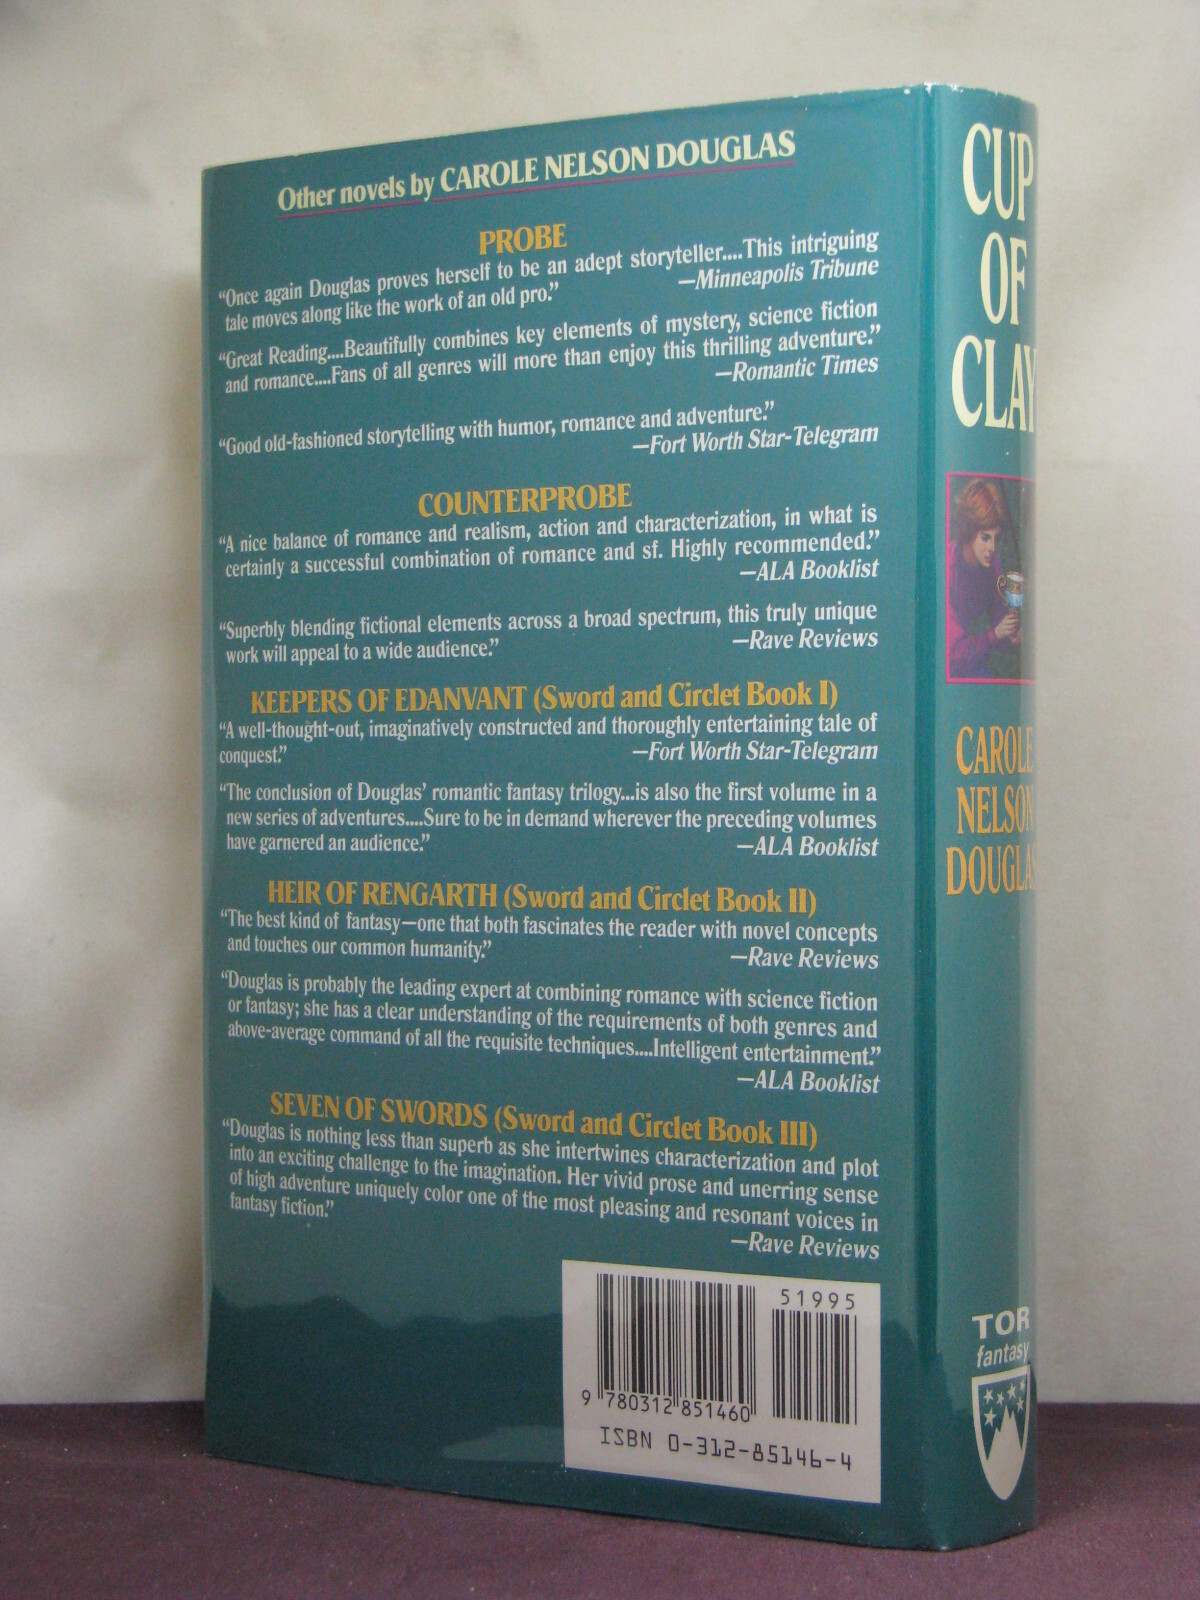 Other novels by CAROLE NELSON DOUGLAS
PROBE
“Once again Douglas proves herself to be an adept storyteller....This intriguing
tale moves along like the work of an old pro.”
—Minneapolis Tribune
“Great Reading....Beautifully combines key elements of mystery, science fiction
and romance....Fans of all genres will more than enjoy this thrilling adventure.”
—Romantic Times
“Good old-fashioned storytelling with humor, romance and adventure.”
—Fort Worth Star-Telegram
COUNTERPROBE
“A nice balance of romance and realism, action and characterization, in what is
certainly a successful combination of romance and sf. Highly recommended.”
—ALA Booklist
“Superbly blending fictional elements across a broad spectrum, this truly unique
work will appeal to a wide audience.”
—Rave Reviews
KEEPERS OF EDANVANT (Sword and Circlet Book I)
“A well-thought-out, imaginatively constructed and thoroughly entertaining tale of
conquest.”
—Fort Worth Star-Telegram
“The conclusion of Douglas’ romantic fantasy trilogy...is also the first volume in a
new series of adventures....Sure to be in demand wherever the preceding volumes
have garnered an audience.”
—ALA Booklist
HEIR OF RENGARTH (Sword and Circlet Book II)
“The best kind of fantasy—one that both fascinates the reader with novel concepts
and touches our common humanity.”
—Rave Reviews
“Douglas is probably the leading expert at combining romance with science fiction
or fantasy; she has a clear understanding of the requirements of both genres and
above-average command of all the requisite techniques....Intelligent entertainment.”
—ALA Booklist
SEVEN OF SWORDS (Sword and Circlet Book III)
“Douglas is nothing less than superb as she intertwines characterization and plot
into an exciting challenge to the imagination. Her vivid prose and unerring sense
of high adventure uniquely color one of the most pleasing and resonant voices in
fantasy fiction.”
—Rave Reviews
51995
9 780312 851460
ISBN 0-312-85146-4
CUP
OF
CLAY
CAROLE
NELSON
DOUGLAS
TOR
fantasy